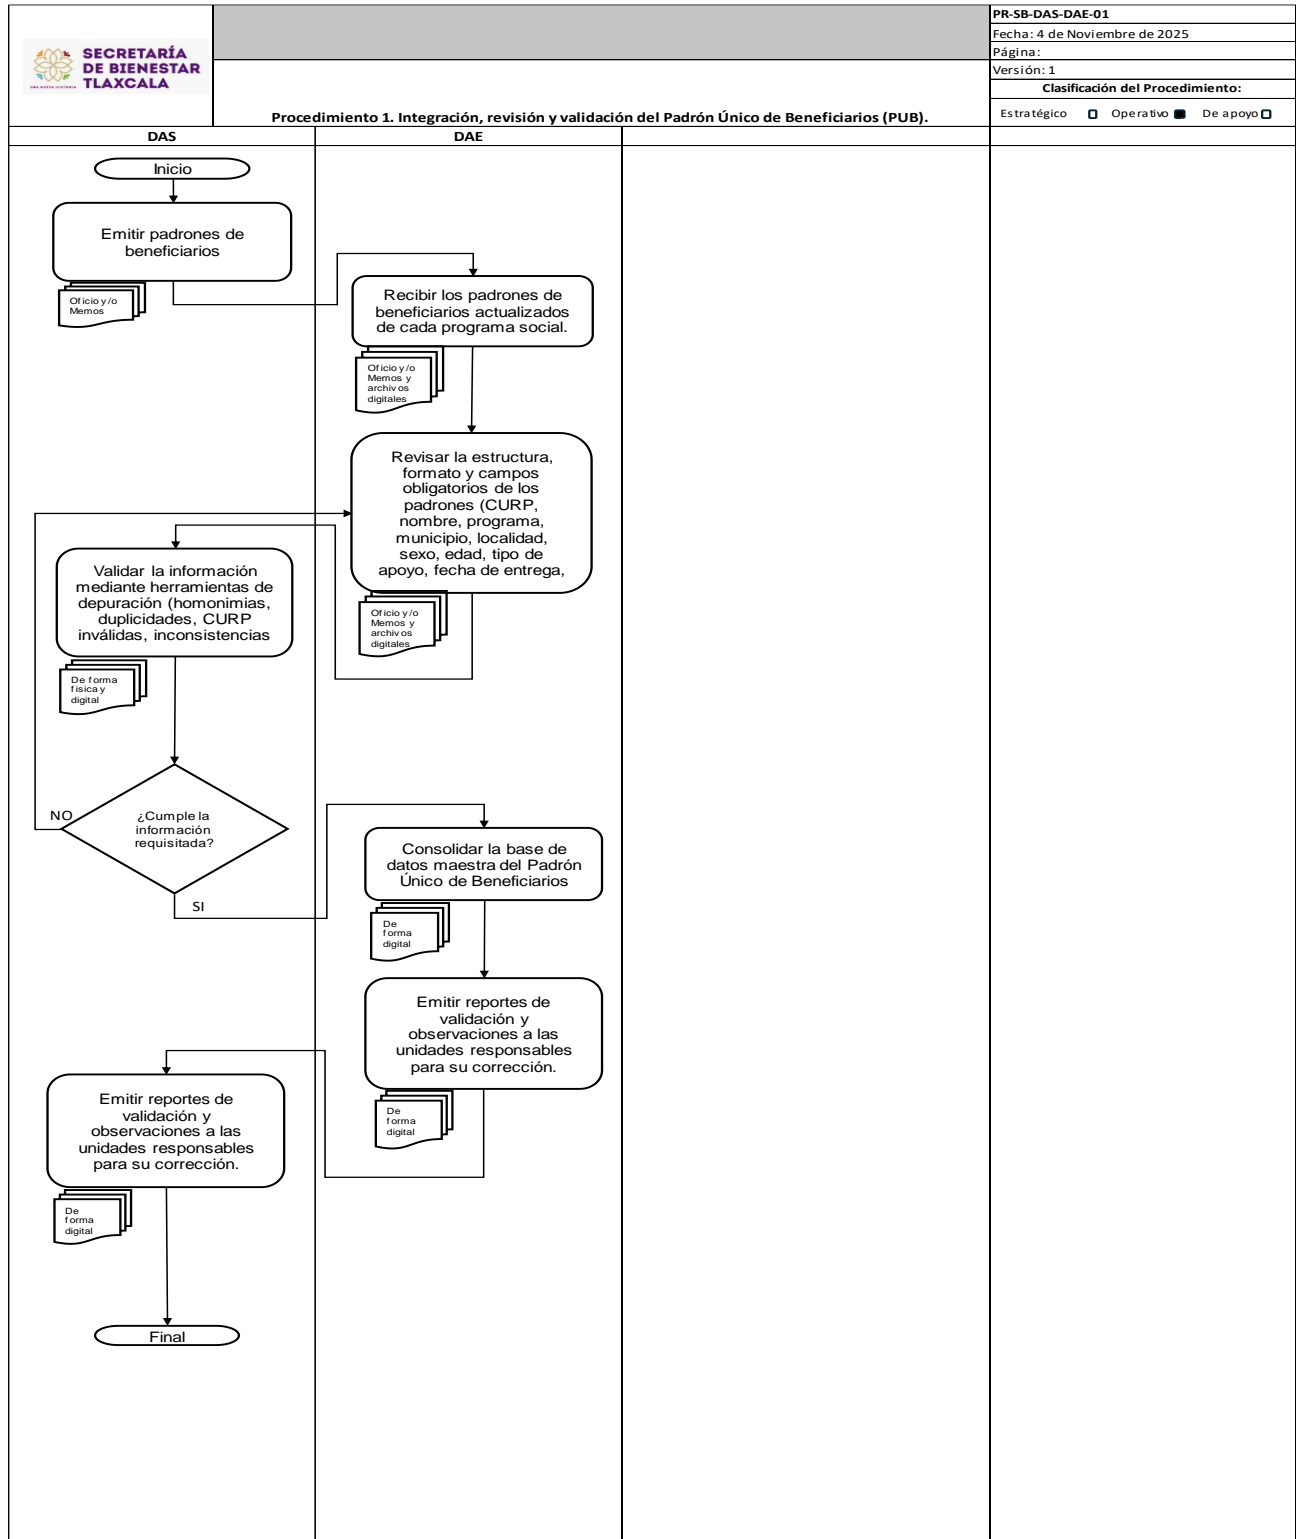 SECRETARÍA
DE BIENESTAR
TLAXCALA
UNA NUEVA HISTORIA
PR-SB-DAS-DAE-01
Fecha: 4 de Noviembre de 2025
Página:
Versión: 1
Clasificación del Procedimiento:
Estratégico Operativo De apoyo
Procedimiento 1. Integración, revisión y validación del Padrón Único de Beneficiarios (PUB).
DAS
DAE
Inicio
Emitir padrones de
beneficiarios
Oficio y/o
Memos
Recibir los padrones de
beneficiarios actualizados
de cada programa social.
Oficio y/o
Memos y
archivos
digitales
Revisar la estructura,
formato y campos
obligatorios de los
padrones (CURP,
nombre, programa,
municipio, localidad,
sexo, edad, tipo de
apoyo, fecha de entrega,
Oficio y/o
Memos y
archivos
digitales
Validar la información
mediante herramientas de
depuración (homonimias,
duplicidades, CURP
inválidas, inconsistencias
De forma
fisica y
digital
¿Cumple la
información
requisitada?
NO
SI
Consolidar la base de
datos maestra del Padrón
Único de Beneficiarios
De
forma
digital
Emitir reportes de
validación y
observaciones a las
unidades responsables
para su corrección.
De
forma
digital
Emitir reportes de
validación y
observaciones a las
unidades responsables
para su corrección.
De
forma
digital
Final